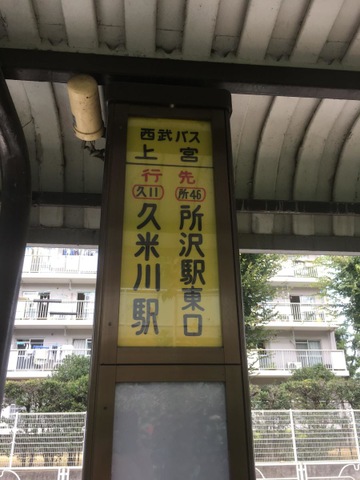 西武バス
上宮
行先
所46
所沢駅東口
久11
久米川駅